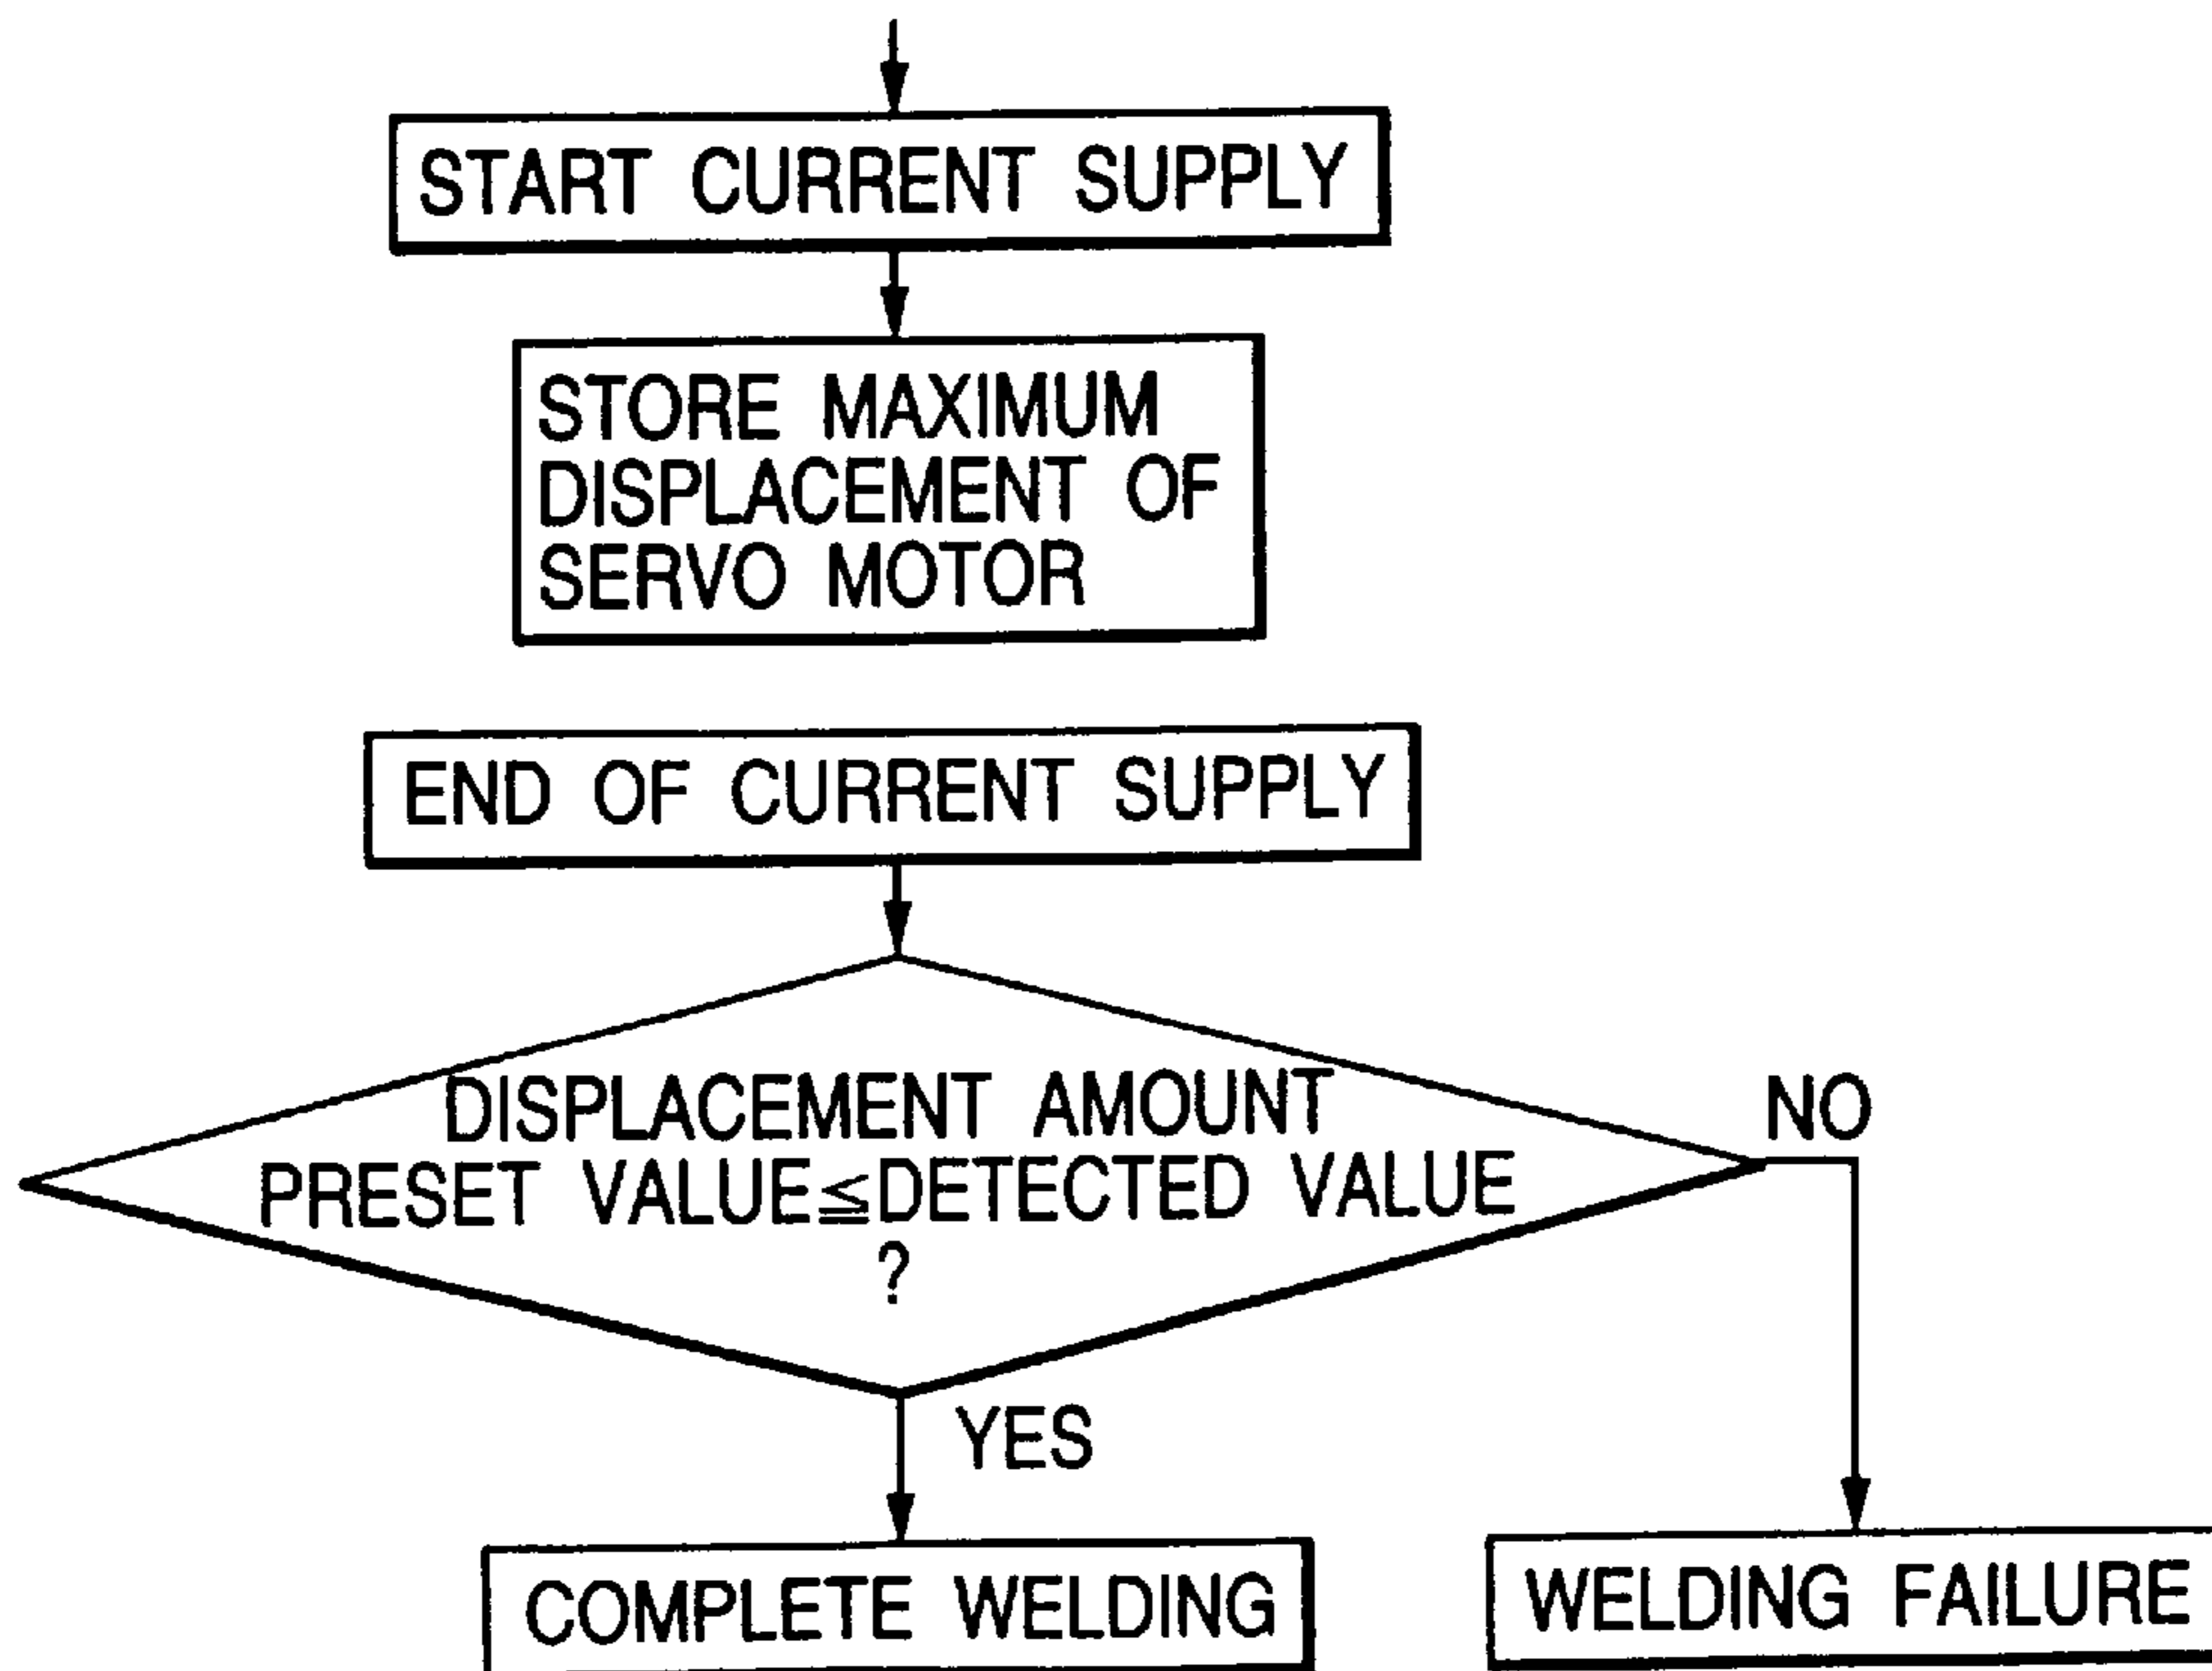 START CURRENT SUPPLY
STORE MAXIMUM
DISPLACEMENT OF
SERVO MOTOR
END OF CURRENT SUPPLY
DISPLACEMENT AMOUNT
PRESET VALUE≦DETECTED VALUE
?
NO
YES
COMPLETE WELDING
WELDING FAILURE